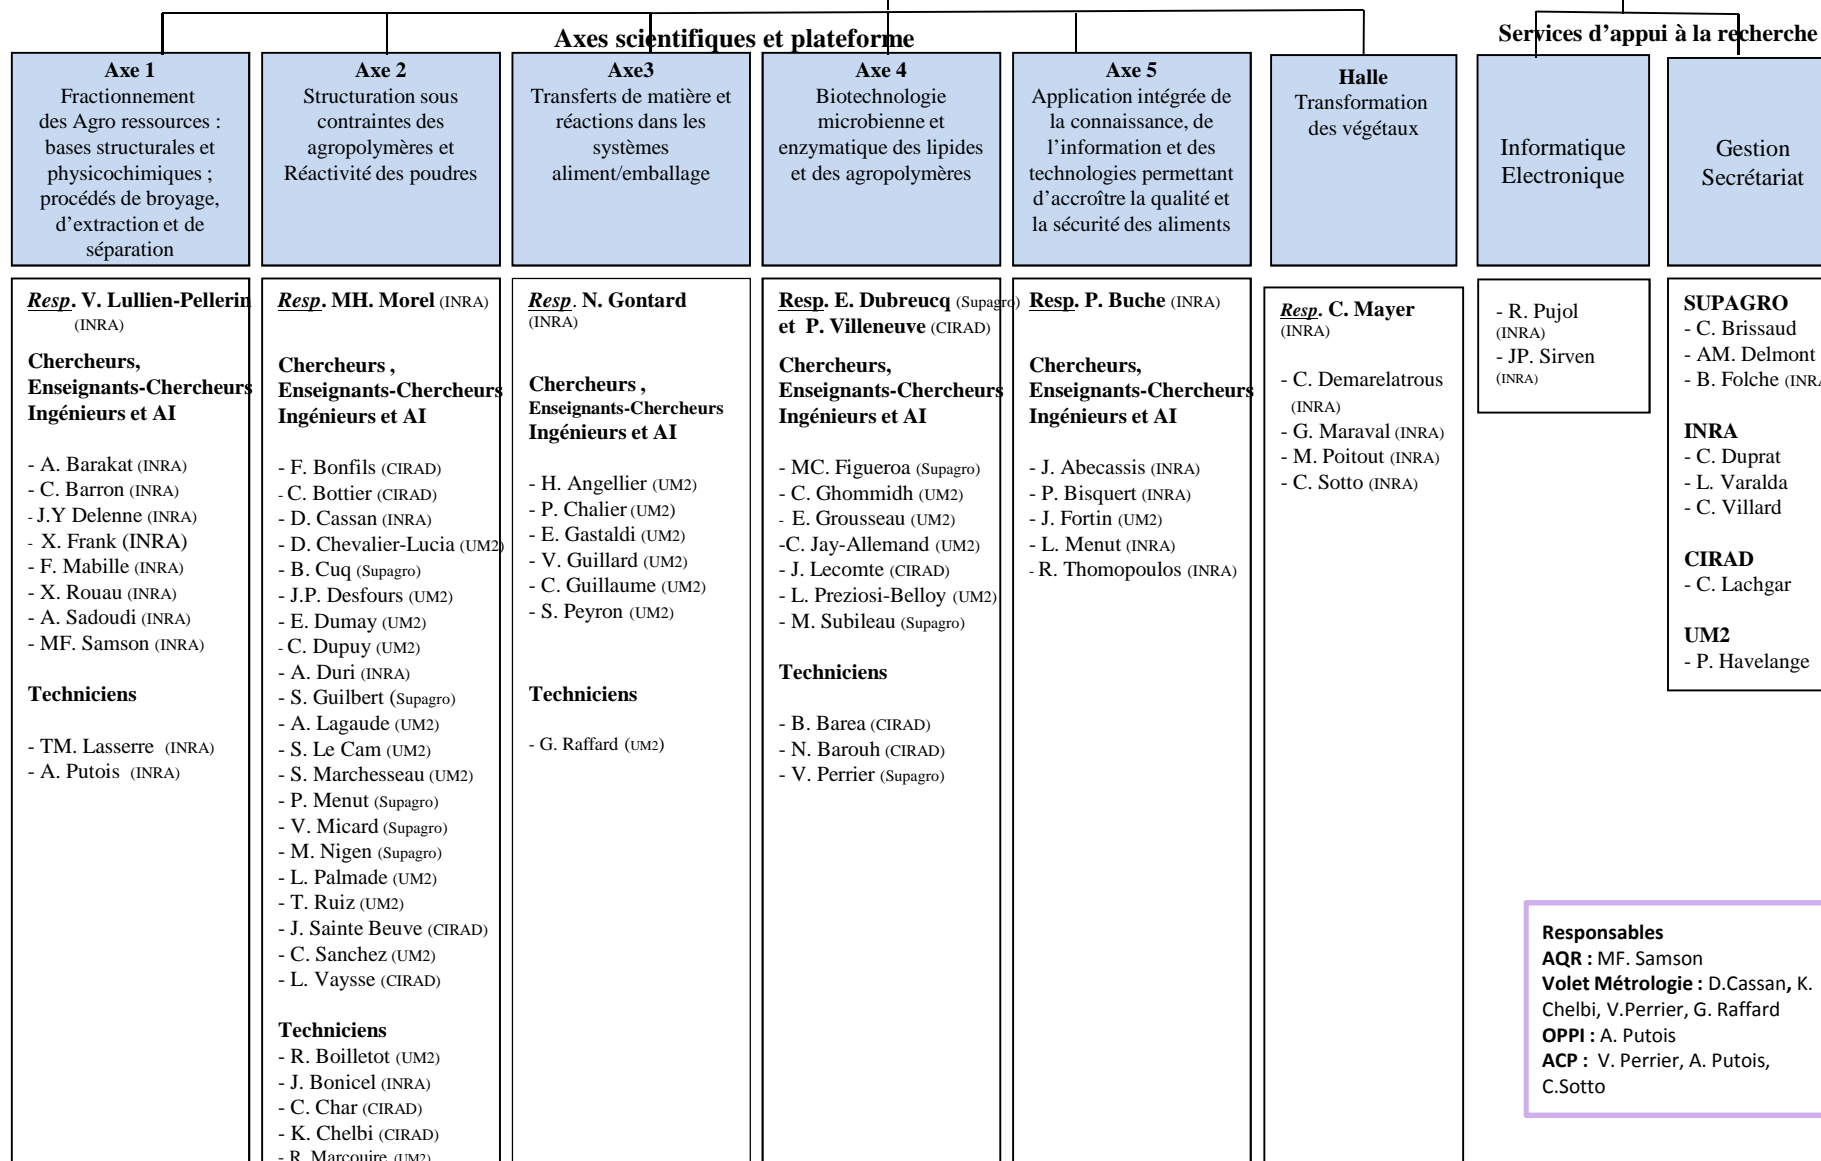 Axes scientifiques et plateforme
Services d'appui à la recherche
Axe 1
Fractionnement
des Agro ressources :
bases structurales et
physicochimiques ;
procédés de broyage,
d'extraction et de
séparation
Axe 2
Structuration sous
contraintes des
agropolymères et
Réactivité des poudres
Axe3
Transferts de matière et
réactions dans les
systèmes
aliment/emballage
Axe 4
Biotechnologie
microbienne et
enzymatique des lipides
et des agropolymères
Axe 5
Application intégrée de
la connaissance, de
l'information et des
technologies permettant
d'accroître la qualité et
la sécurité des aliments
Halle
Transformation
des végétaux
Informatique
Electronique
Gestion
Secrétariat
Resp. V. Lullien-Pellerin
(INRA)
Chercheurs,
Enseignants-Chercheurs
Ingénieurs et AI
- A. Barakat (INRA)
- C. Barron (INRA)
- J.Y Delenne (INRA)
- X. Frank (INRA)
- F. Mabille (INRA)
- X. Rouau (INRA)
- A. Sadoudi (INRA)
- MF. Samson (INRA)
Techniciens
- TM. Lasserre (INRA)
- A. Putois (INRA)
Resp. MH. Morel (INRA)
Chercheurs ,
Enseignants-Chercheurs
Ingénieurs et AI
- F. Bonfils (CIRAD)
- C. Bottier (CIRAD)
- D. Cassan (INRA)
- D. Chevalier-Lucia (UM2)
- B. Cuq (Supagro)
- J.P. Desfours (UM2)
- E. Dumay (UM2)
- C. Dupuy (UM2)
- A. Duri (INRA)
- S. Guilbert (Supagro)
- A. Lagaude (UM2)
- S. Le Cam (UM2)
- S. Marchesseau (UM2)
- P. Menut (Supagro)
- V. Micard (Supagro)
- M. Nigen (Supagro)
- L. Palmade (UM2)
- T. Ruiz (UM2)
- J. Sainte Beuve (CIRAD)
- C. Sanchez (UM2)
- L. Vaysse (CIRAD)
Techniciens
- R. Boilletot (UM2)
- J. Bonicel (INRA)
- C. Char (CIRAD)
- K. Chelbi (CIRAD)
- R. Marcouire (UM2)
Resp. N. Gontard
(INRA)
Chercheurs ,
Enseignants-Chercheurs
Ingénieurs et AI
- H. Angellier (UM2)
- P. Chalier (UM2)
- E. Gastaldi (UM2)
- V. Guillard (UM2)
- C. Guillaume (UM2)
- S. Peyron (UM2)
Techniciens
- G. Raffard (UM2)
Resp. E. Dubreucq (Supagro)
et P. Villeneuve (CIRAD)
Chercheurs,
Enseignants-Chercheurs
Ingénieurs et AI
- MC. Figueroa (Supagro)
- C. Ghommidh (UM2)
- E. Grousseau (UM2)
-C. Jay-Allemand (UM2)
- J. Lecomte (CIRAD)
- L. Preziosi-Belloy (UM2)
- M. Subileau (Supagro)
Techniciens
- B. Barea (CIRAD)
- N. Barouh (CIRAD)
- V. Perrier (Supagro)
Resp. P. Buche (INRA)
Chercheurs,
Enseignants-Chercheurs
Ingénieurs et AI
- J. Abecassis (INRA)
- P. Bisquert (INRA)
- J. Fortin (UM2)
- L. Menut (INRA)
- R. Thomopoulos (INRA)
Resp. C. Mayer
(INRA)
- C. Demarelatrous
(INRA)
- G. Maraval (INRA)
- M. Poitout (INRA)
- C. Sotto (INRA)
- R. Pujol
(INRA)
- JP. Sirven
(INRA)
SUPAGRO
- C. Brissaud
- AM. Delmont
- B. Folche (INRA
INRA
- C. Duprat
- L. Varalda
- C. Villard
CIRAD
- C. Lachgar
UM2
- P. Havelange
Responsables
AQR : MF. Samson
Volet Métrologie : D.Cassan, K.
Chelbi, V.Perrier, G. Raffard
OPPI : A. Putois
ACP : V. Perrier, A. Putois,
C.Sotto